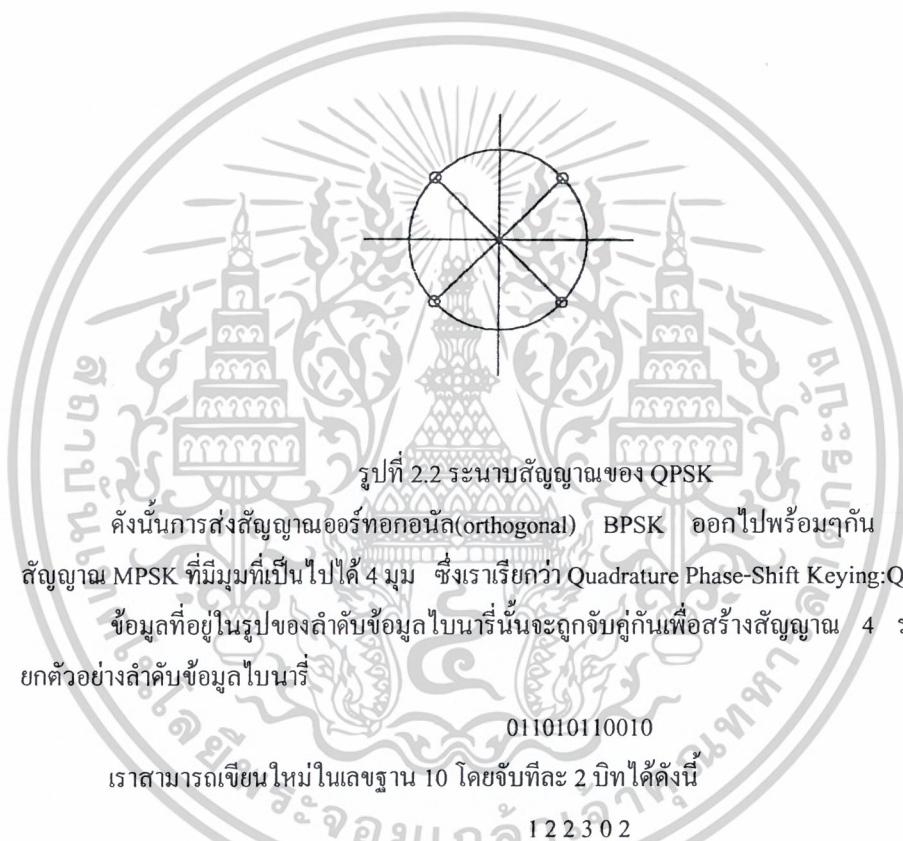 รูปที่ 2.2 ระนาบสัญญาณของ QPSK
ดังนั้นการส่งสัญญาณออร์ทอกอนัล(orthogonal) BPSK ออกไปพร้อมๆกัน
สัญญาณ MPSK ที่มีมุมที่เป็นไปได้ 4 มุม ซึ่งเราเรียกว่า Quadrature Phase-Shift Keying:Q
ข้อมูลที่อยู่ในรูปของลำดับข้อมูลไบนารี่นั้นจะถูกจับคู่กันเพื่อสร้างสัญญาณ 4
ยกตัวอย่างลำดับข้อมูลไบนารี่
011010110010
เราสามารถเขียนใหม่ในเลขฐาน 10 โดยจับทีละ 2 บิทได้ดังนี้
1 2 2 3 0 2